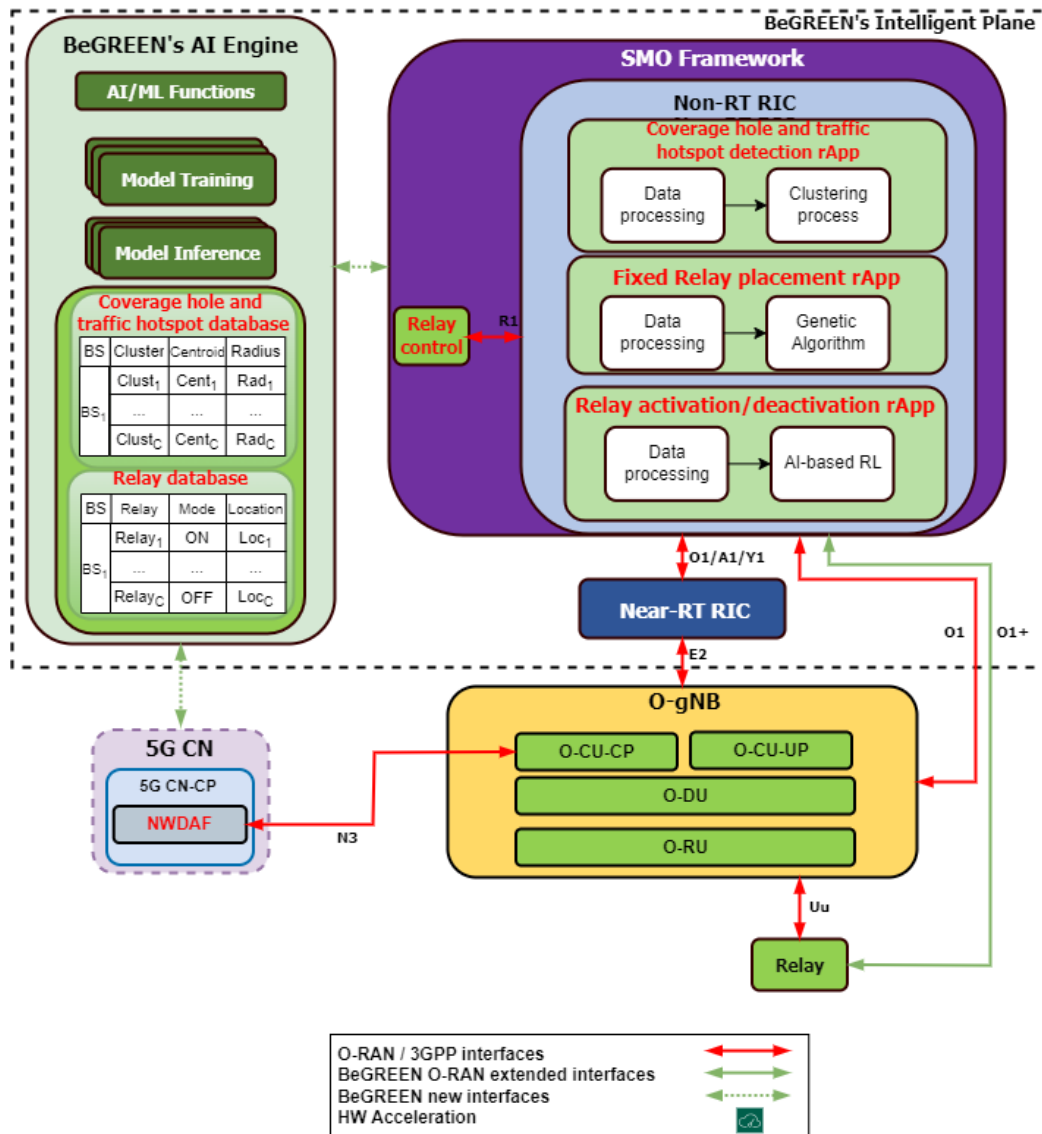 BeGREEN's Intelligent Plane
BeGREEN's AI Engine
AI/ML Functions
Model Training
Model Inference
Coverage hole and
traffic hotspot database
BS Cluster Centroid Radius
BS1
Clust1 Cent1 Rad1
... ... ...
ClustC CentC RadC
Relay database
BS Relay Mode Location
BS1
Relay1 ON Loc1
... ... ...
RelayC OFF LocC
SMO Framework
Non-RT RIC
Coverage hole and traffic
hotspot detection rApp
Data
processing
Clustering
process
Fixed Relay placement rApp
Data
processing
Genetic
Algorithm
Relay activation/deactivation rApp
Data
processing
AI-based RL
Relay
control
R1
O1/A1/Y1
Near-RT RIC
O1
O1+
E2
O-gNB
O-CU-CP
O-CU-UP
O-DU
O-RU
5G CN
5G CN-CP
NWDAF
N3
Uu
Relay
O-RAN / 3GPP interfaces
BeGREEN O-RAN extended interfaces
BeGREEN new interfaces
HW Acceleration